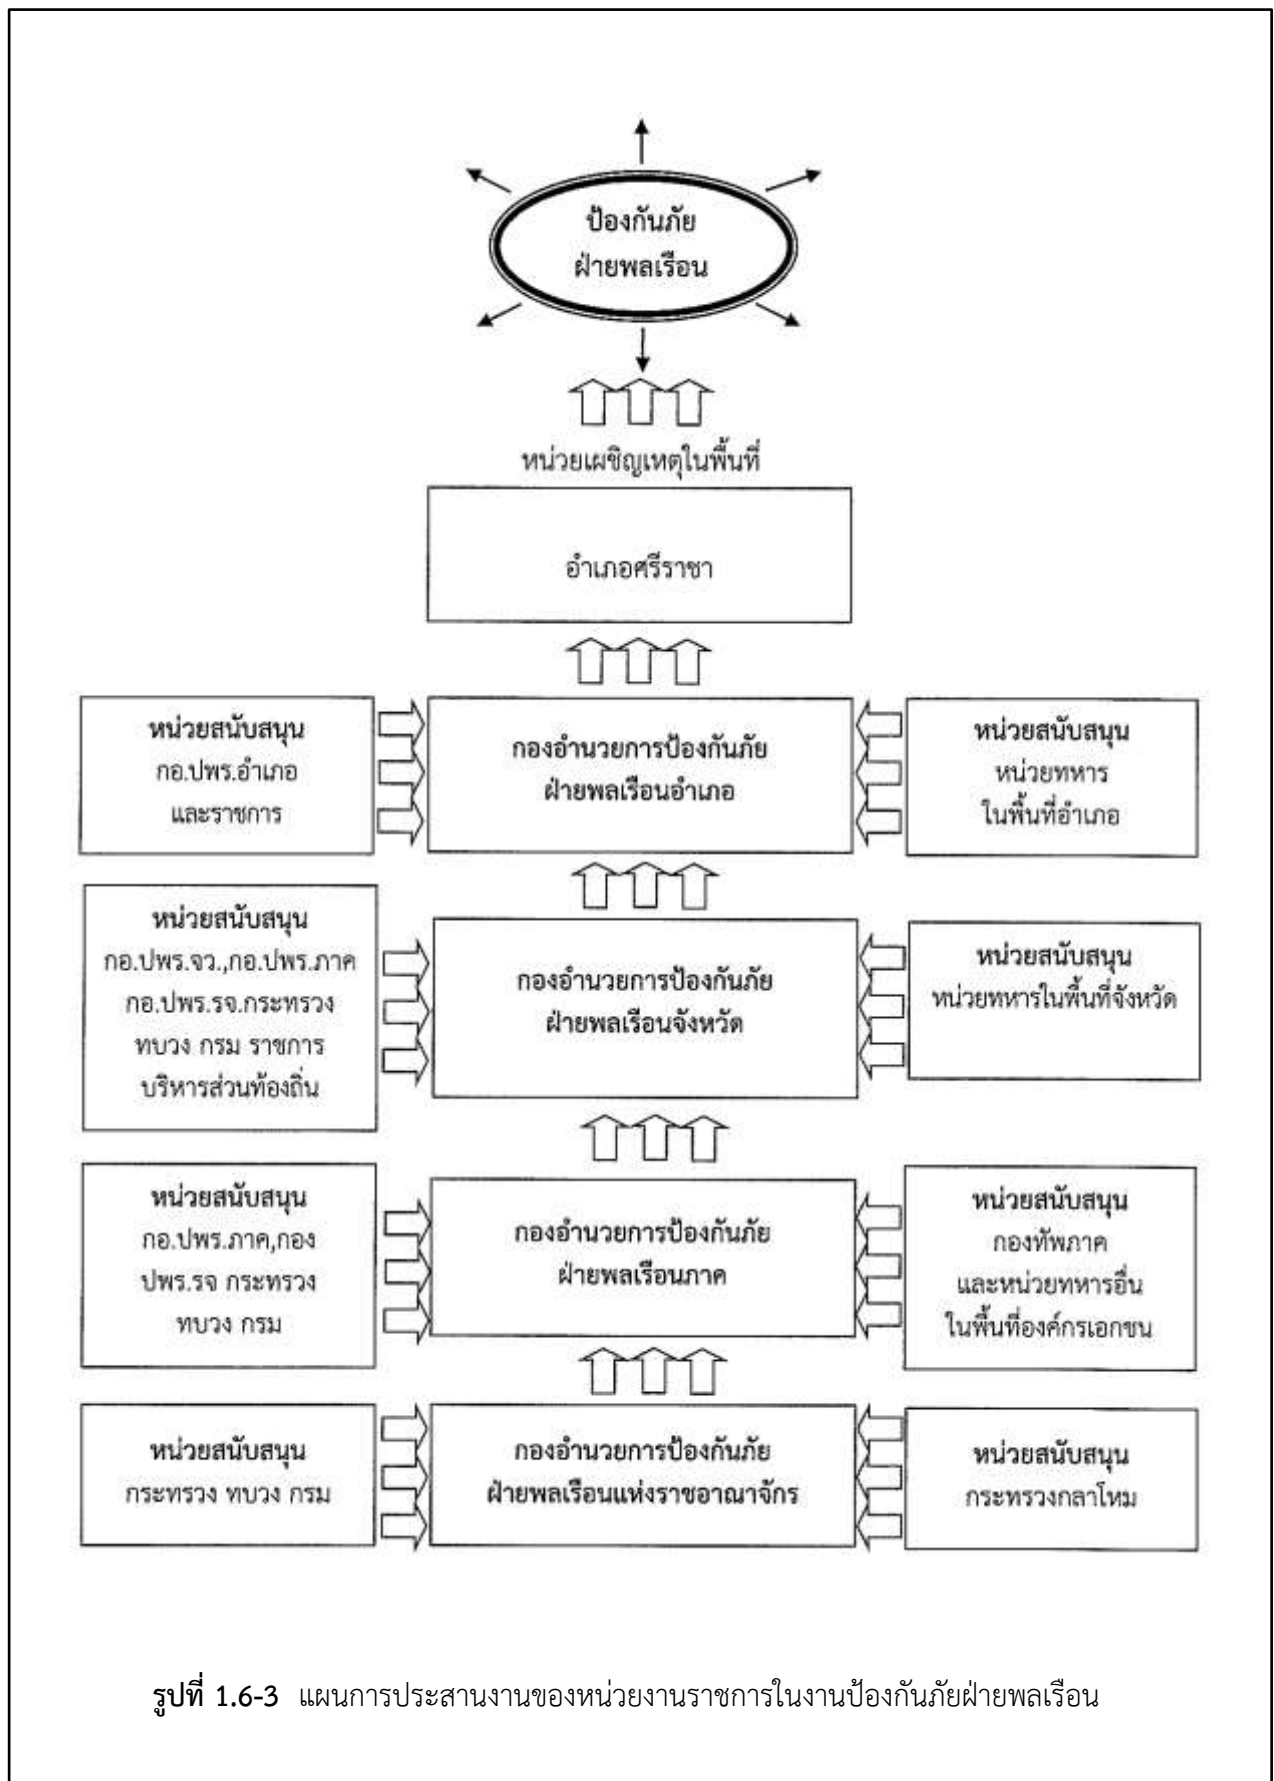 ป้องกันภัย
ฝ่ายพลเรือน
หน่วยเผชิญเหตุในพื้นที่
อำเภอศรีราชา
หน่วยสนับสนุน
กอ.ปพร.อำเภอ
และราชการ
กองอำนวยการป้องกันภัย
ฝ่ายพลเรือนอำเภอ
หน่วยสนับสนุน
หน่วยทหาร
ในพื้นที่อำเภอ
หน่วยสนับสนุน
กอ.ปพร.จว.,กอ.ปพร.ภาค
กอ.ปพร.รจ.กระทรวง
ทบวง กรม ราชการ
บริหารส่วนท้องถิ่น
กองอำนวยการป้องกันภัย
ฝ่ายพลเรือนจังหวัด
หน่วยสนับสนุน
หน่วยทหารในพื้นที่จังหวัด
หน่วยสนับสนุน
กอ.ปพร.ภาค,กอง
ปพร.รจ กระทรวง
ทบวง กรม
กองอำนวยการป้องกันภัย
ฝ่ายพลเรือนภาค
หน่วยสนับสนุน
กองทัพภาค
และหน่วยทหารอื่น
ในพื้นที่องค์กรเอกชน
หน่วยสนับสนุน
กระทรวง ทบวง กรม
กองอำนวยการป้องกันภัย
ฝ่ายพลเรือนแห่งราชอาณาจักร
หน่วยสนับสนุน
กระทรวงกลาโหม
รูปที่ 1.6-3 แผนการประสานงานของหน่วยงานราชการในงานป้องกันภัยฝ่ายพลเรือน